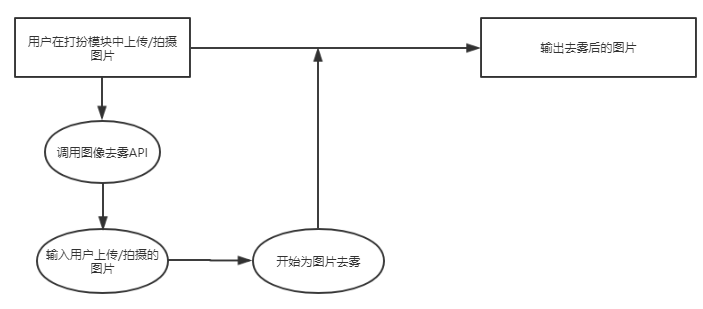 用户在打扮模块中上传/拍摄
图片
输出去雾后的图片
调用图像去雾API
输入用户上传/拍摄的
图片
开始为图片去雾